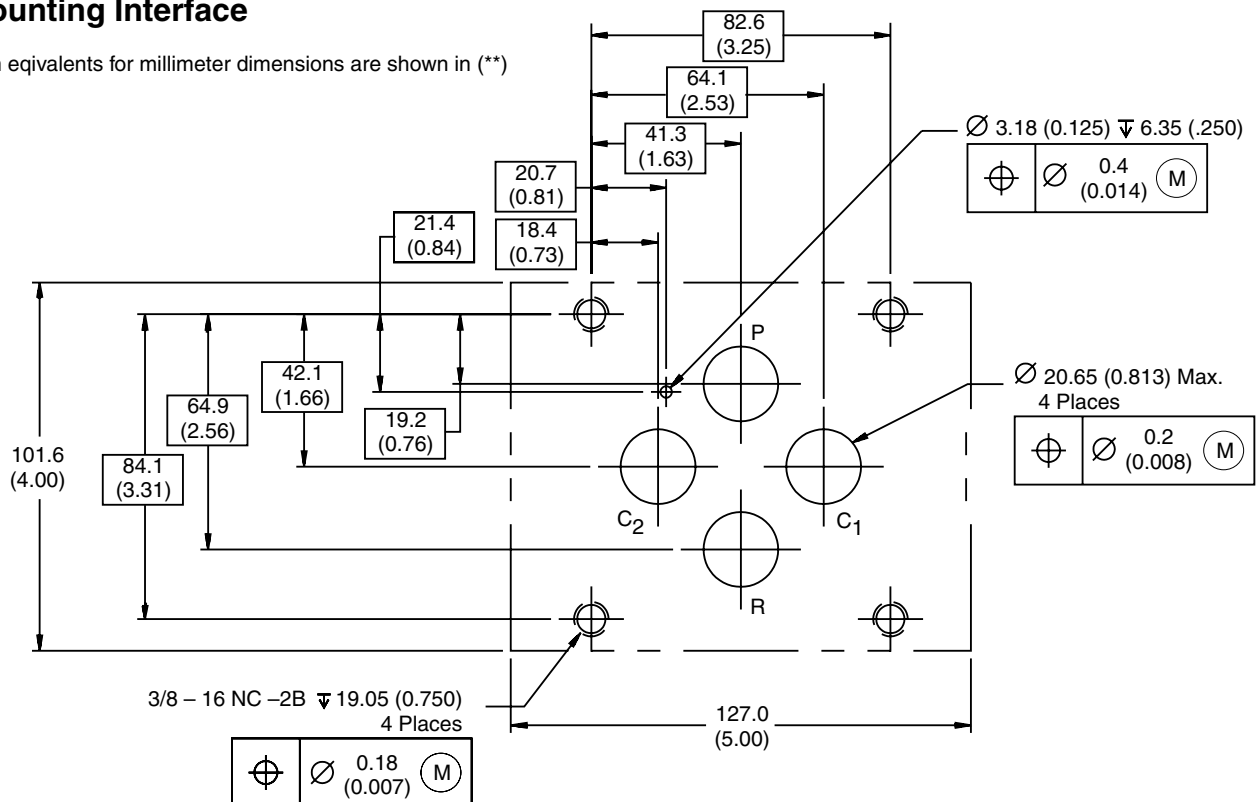 ounting Interface
eqivalents for millimeter dimensions are shown in (**)
82.6
(3.25)
64.1
(2.53)
41.3
(1.63)
20.7
(0.81)
18.4
(0.73)
21.4
(0.84)
Ø 3.18 (0.125) ↧ 6.35 (.250)
⌖ Ø 0.4 (0.014) Ⓜ
42.1
(1.66)
64.9
(2.56)
84.1
(3.31)
101.6
(4.00)
19.2
(0.76)
P
Ø 20.65 (0.813) Max.
4 Places
⌖ Ø 0.2 (0.008) Ⓜ
C2
C1
R
3/8 – 16 NC –2B ↧ 19.05 (0.750)
4 Places
⌖ Ø 0.18 (0.007) Ⓜ
127.0
(5.00)